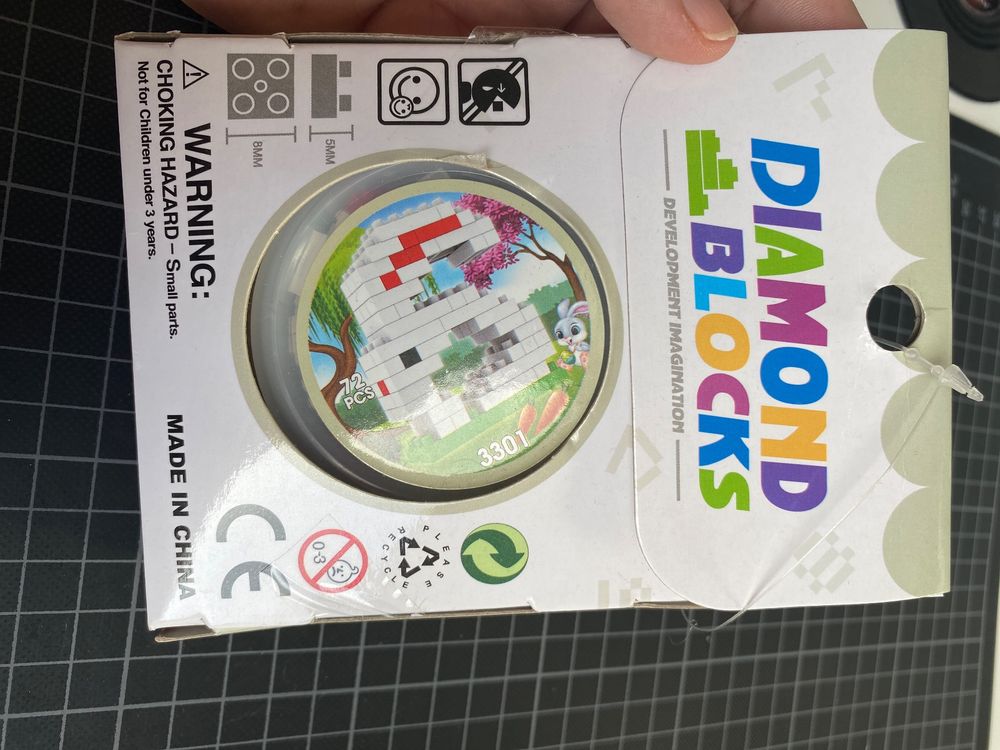 DIAMOND
BLOCKS
DEVELOPMENT IMAGINATION
72
PCS
3301
8MM
5MM
WARNING:
CHOKING HAZARD – Small parts.
Not for Children under 3 years.
MADE IN CHINA
CE
0-3
PLEASE
RECYCLE